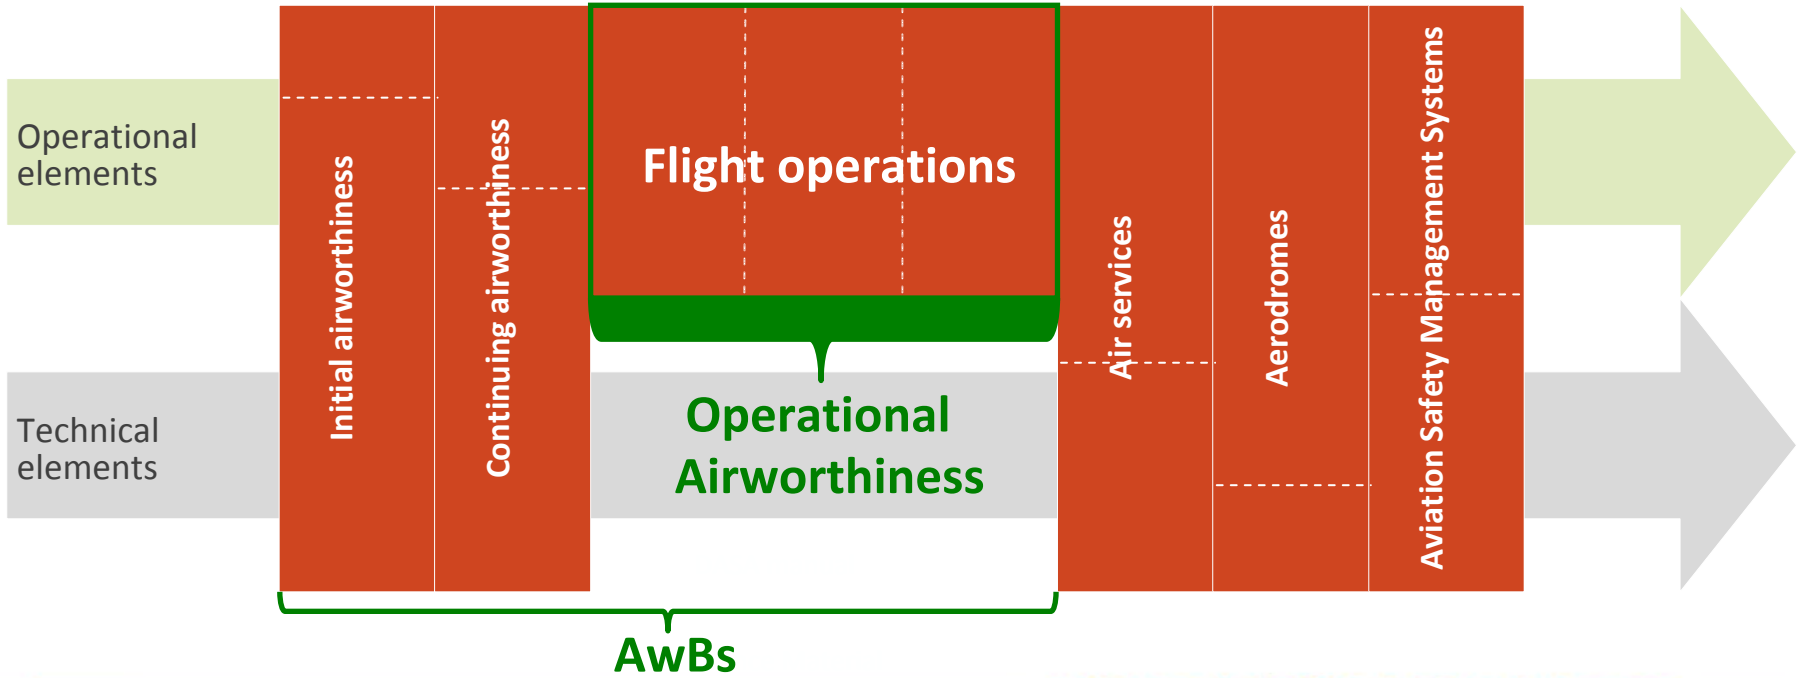 Operational
elements
Technical
elements
Initial airworthiness
Continuing airworthiness
Flight operations
Operational
Airworthiness
AwBs
Air services
Aerodromes
Aviation Safety Management Systems